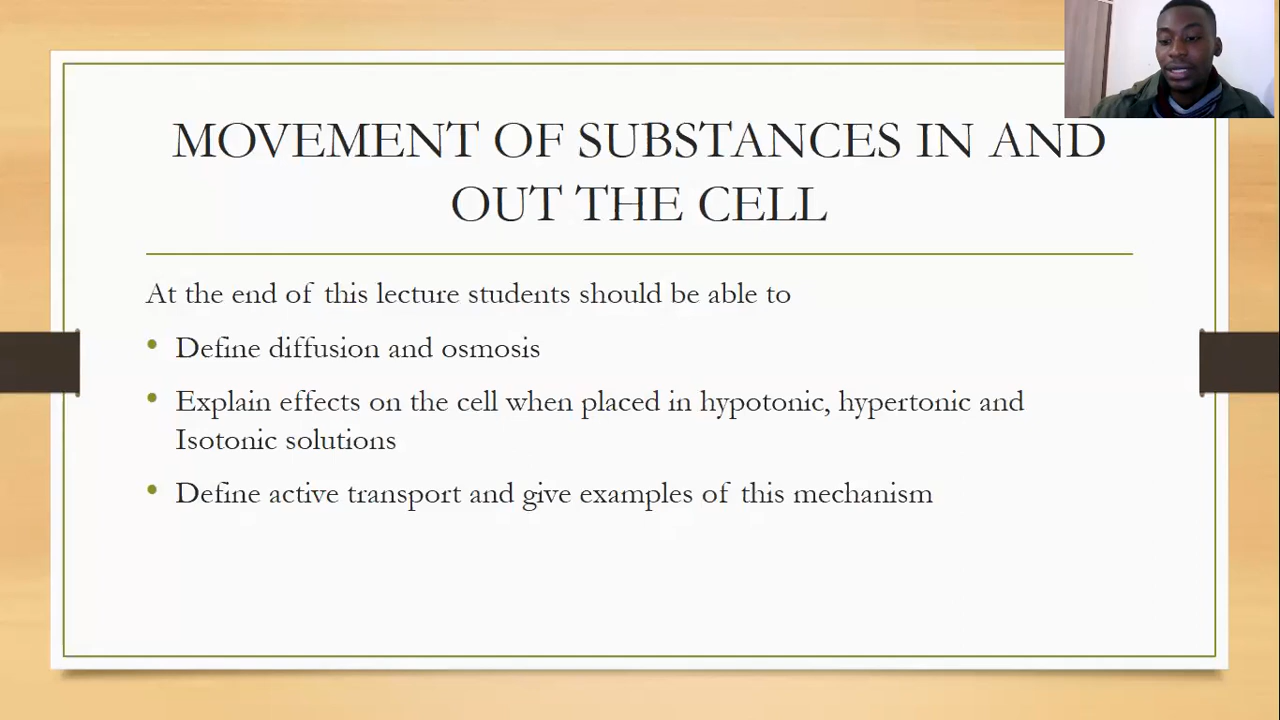 MOVEMENT OF SUBSTANCES IN AND
OUT THE CELL
At the end of this lecture students should be able to
• Define diffusion and osmosis
• Explain effects on the cell when placed in hypotonic, hypertonic and
Isotonic solutions
• Define active transport and give examples of this mechanism